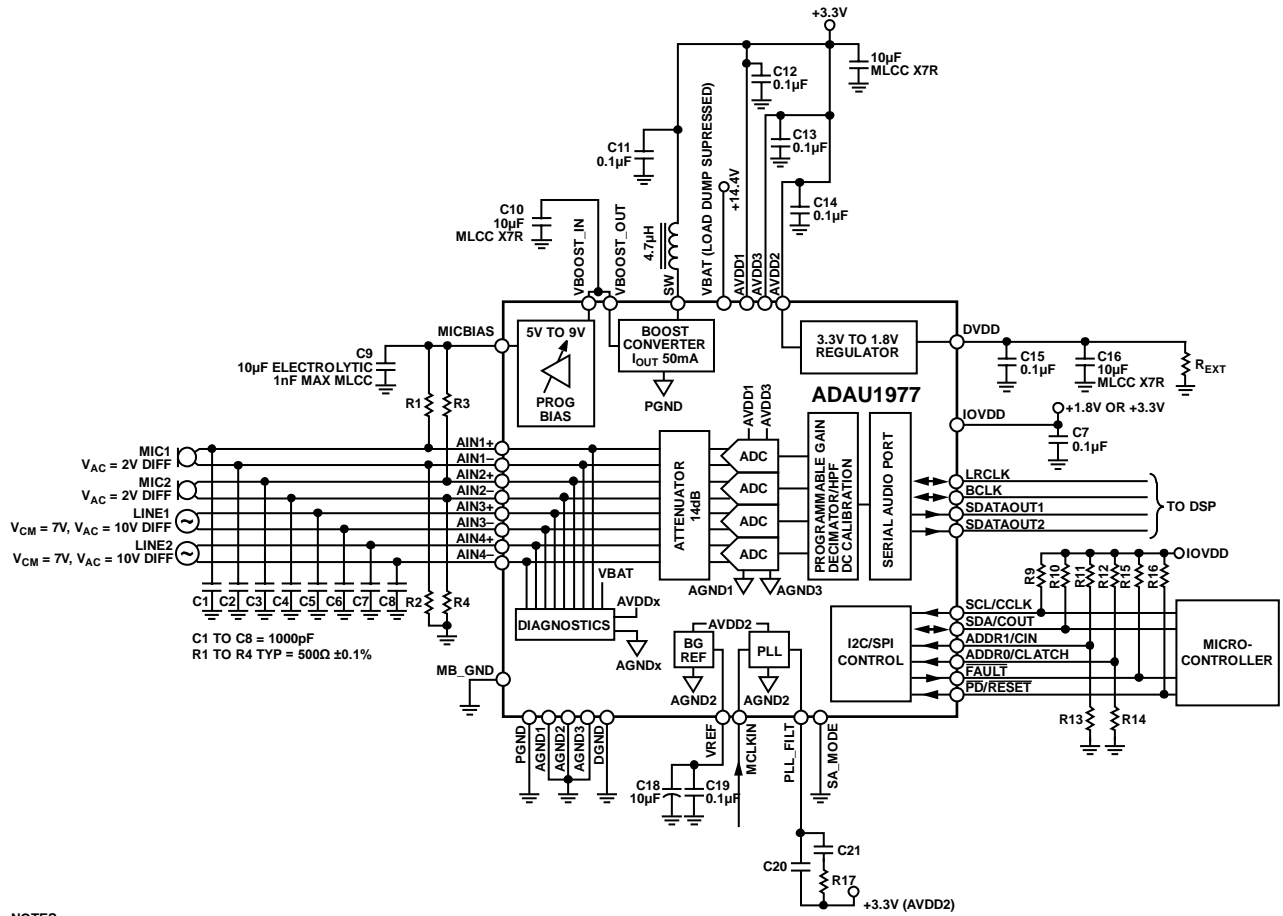 +3.3V
10µF
MLCC X7R
C12
0.1µF
C13
0.1µF
C11
0.1µF
C14
0.1µF
+14.4V
VBAT (LOAD DUMP SUPRESSED)
C10
10µF
MLCC X7R
VBOOST_IN
VBOOST_OUT
4.7µH
SW
AVDD1
AVDD3
AVDD2
MICBIAS
5V TO 9V
PROG
BIAS
BOOST
CONVERTER
IOUT 50mA
PGND
3.3V TO 1.8V
REGULATOR
DVDD
C15
0.1µF
C16
10µF
MLCC X7R
REXT
C9
10µF ELECTROLYTIC
1nF MAX MLCC
R1
R3
ADAU1977
+1.8V OR +3.3V
IOVDD
C7
0.1µF
AVDD1
AVDD3
MIC1
VAC = 2V DIFF
MIC2
VAC = 2V DIFF
LINE1
VCM = 7V, VAC = 10V DIFF
LINE2
VCM = 7V, VAC = 10V DIFF
AIN1+
AIN1–
AIN2+
AIN2–
AIN3+
AIN3–
AIN4+
AIN4–
ATTENUATOR
14dB
ADC
ADC
ADC
ADC
AGND1
AGND3
PROGRAMMABLE GAIN
DECIMATOR/HPF
DC CALIBRATION
SERIAL AUDIO PORT
LRCLK
BCLK
SDATAOUT1
SDATAOUT2
TO DSP
C1
C2
C3
C4
C5
C6
C7
C8
R2
R4
C1 TO C8 = 1000pF
R1 TO R4 TYP = 500Ω ±0.1%
VBAT
AVDDx
DIAGNOSTICS
AGNDx
AVDD2
BG
REF
PLL
AGND2
AGND2
IOVDD
R9
R10
R11
R12
R15
R16
I2C/SPI
CONTROL
SCL/CCLK
SDA/COUT
ADDR1/CIN
ADDR0/CLATCH
FAULT
PD/RESET
MICRO-
CONTROLLER
R13
R14
MB_GND
PGND
AGND1
AGND2
AGND3
DGND
VREF
MCLKIN
PLL_FILT
SA_MODE
C18
10µF
C19
0.1µF
C20
C21
R17
+3.3V (AVDD2)
NOTES